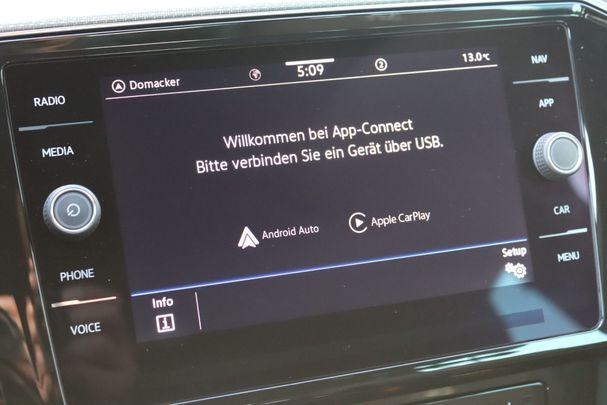 RADIO
MEDIA
PHONE
VOICE
Domacker
5:09
2
13.0°C
Willkommen bei App-Connect
Bitte verbinden Sie ein Gerät über USB.
Android Auto
Apple CarPlay
Info
i
Setup
NAV
APP
CAR
MENU